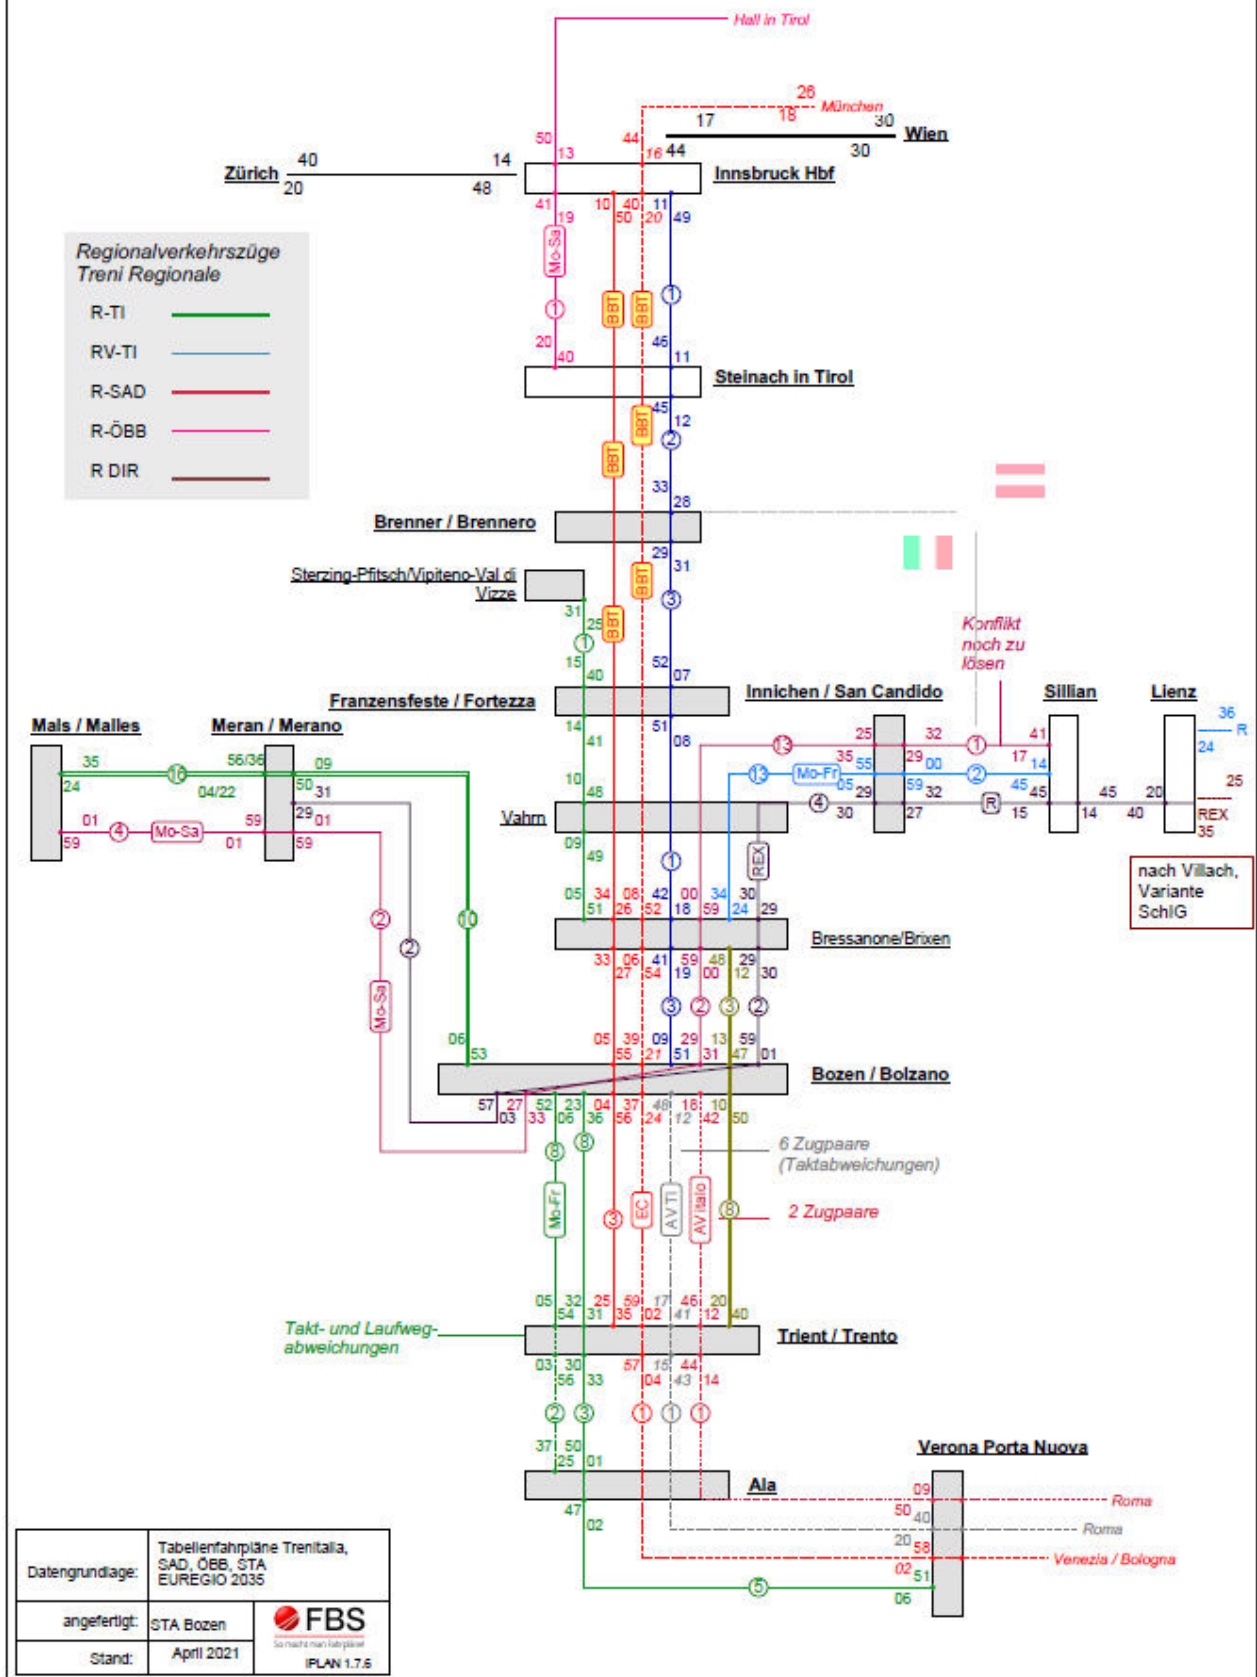 Hall in Tirol
26
München
17 18 30
Wien
50 13 44 16 44 30
Zürich 40 14
20 48
Innsbruck Hbf
41 19 10 50 40 20 11 49
Regionalverkehrszüge
Treni Regionale
R-TI
RV-TI
R-SAD
R-ÖBB
R DIR
Mo-Sa
1
BBT BBT 1
20 40 46 11
Steinach in Tirol
45 12
BBT 2
BBT
33 28
Brenner / Brennero
29 31
Sterzing-Pfitsch/Vipiteno-Val di
Vizze
BBT 3
31 25
BBT
1
15 40 52 07
Konflikt
noch zu
lösen
Franzensfeste / Fortezza
Innichen / San Candido
Sillian
Lienz
14 41 51 08
Mals / Malles
Meran / Merano
13 25 32 1 41
35 29 17
36
R
24
35 56/36 09
16
24 04/22 50
13 Mo-Fr 55 00 2 14
05 59 45
31
10 48
4 29 32 R 45 45 20
30 27 15 14 40
25
REX
35
Vahrn
29
01 4 Mo-Sa 59 01
59 01 59
09 49
1
REX
nach Villach,
Variante
SchlG
05 51 34 26 08 52 42 18 00 59 34 24 30 29
2
10
2
Bressanone/Brixen
33 27 06 54 41 19 59 00 48 12 29 30
Mo-Sa
3 2 3 2
06 53 05 55 39 21 09 51 29 31 13 47 59 01
Bozen / Bolzano
57 03 27 33 52 06 23 36 04 56 37 24 48 12 18 42 10 50
8 8
6 Zugpaare
(Taktabweichungen)
Mo-Fr
3 EC AV TI AV italo 8
2 Zugpaare
05 54 32 31 25 35 59 02 17 41 46 12 20 40
Takt- und Laufweg-
abweichungen
Trient / Trento
03 56 30 33 57 04 15 43 44 14
2 3 1 1 1
37 25 50 01
Verona Porta Nuova
Ala
47 02
09
50
Roma
40
20
Roma
58
02
Venezia / Bologna
5 51
06
Datengrundlage:
Tabellenfahrpläne Trenitalia,
SAD, ÖBB, STA
EUREGIO 2035
angefertigt: STA Bozen
FBS
So macht man Fahrpläne!
Stand: April 2021
iPLAN 1.7.6